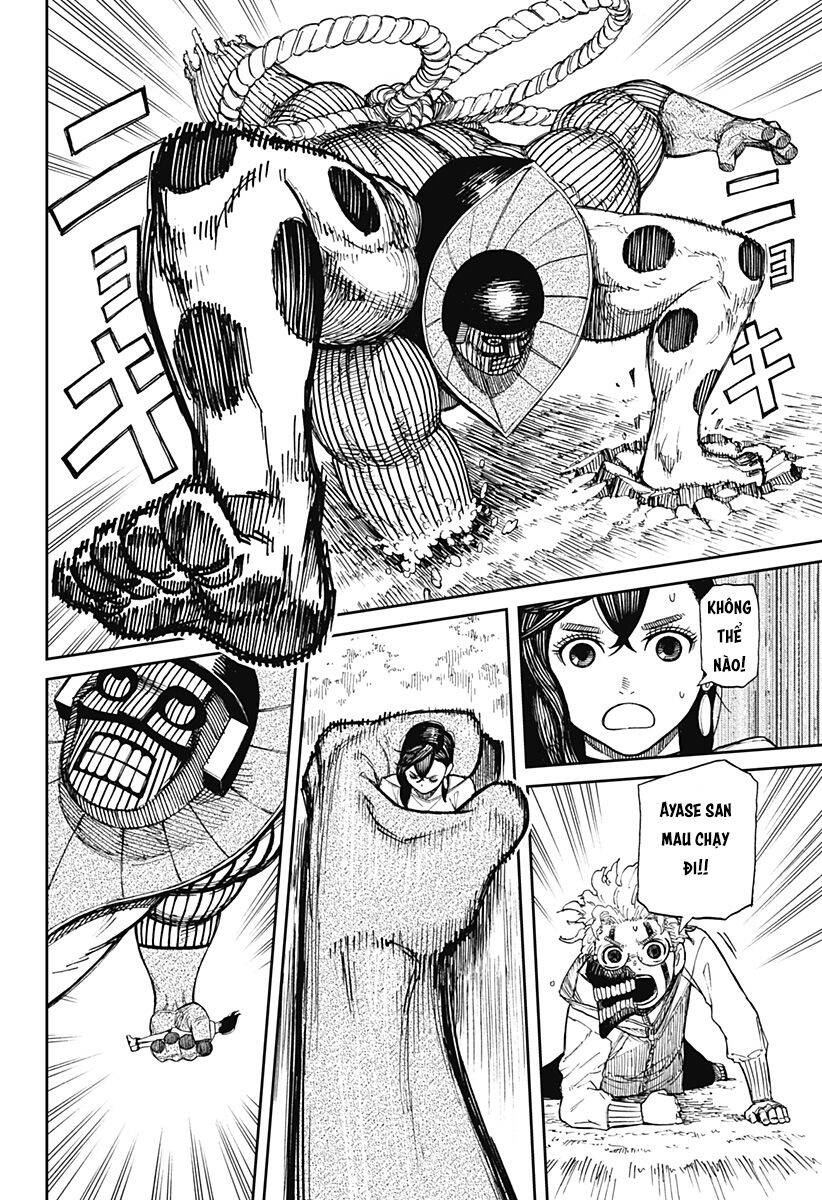 ニョキ
ニョキ
KHÔNG
THỂ
NÀO!
AYASE SAN
MAU CHẠY
ĐI!!